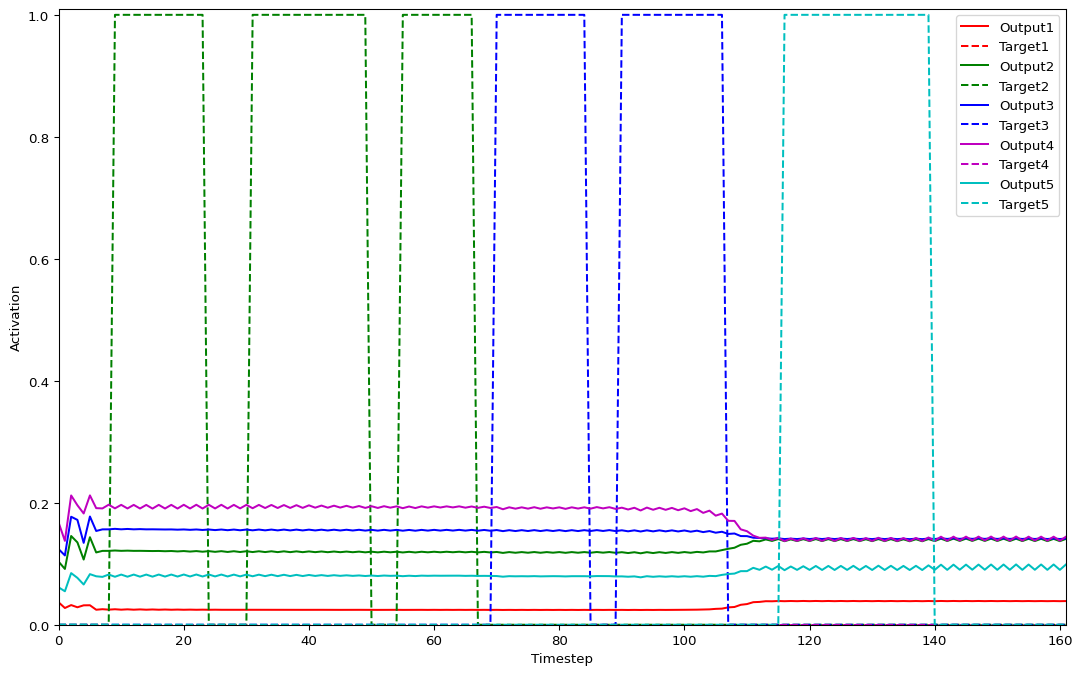 1.0
0.8
0.6
0.4
0.2
0.0
Activation
0 20 40 60 80 100 120 140 160
Timestep
Output1
Target1
Output2
Target2
Output3
Target3
Output4
Target4
Output5
Target5